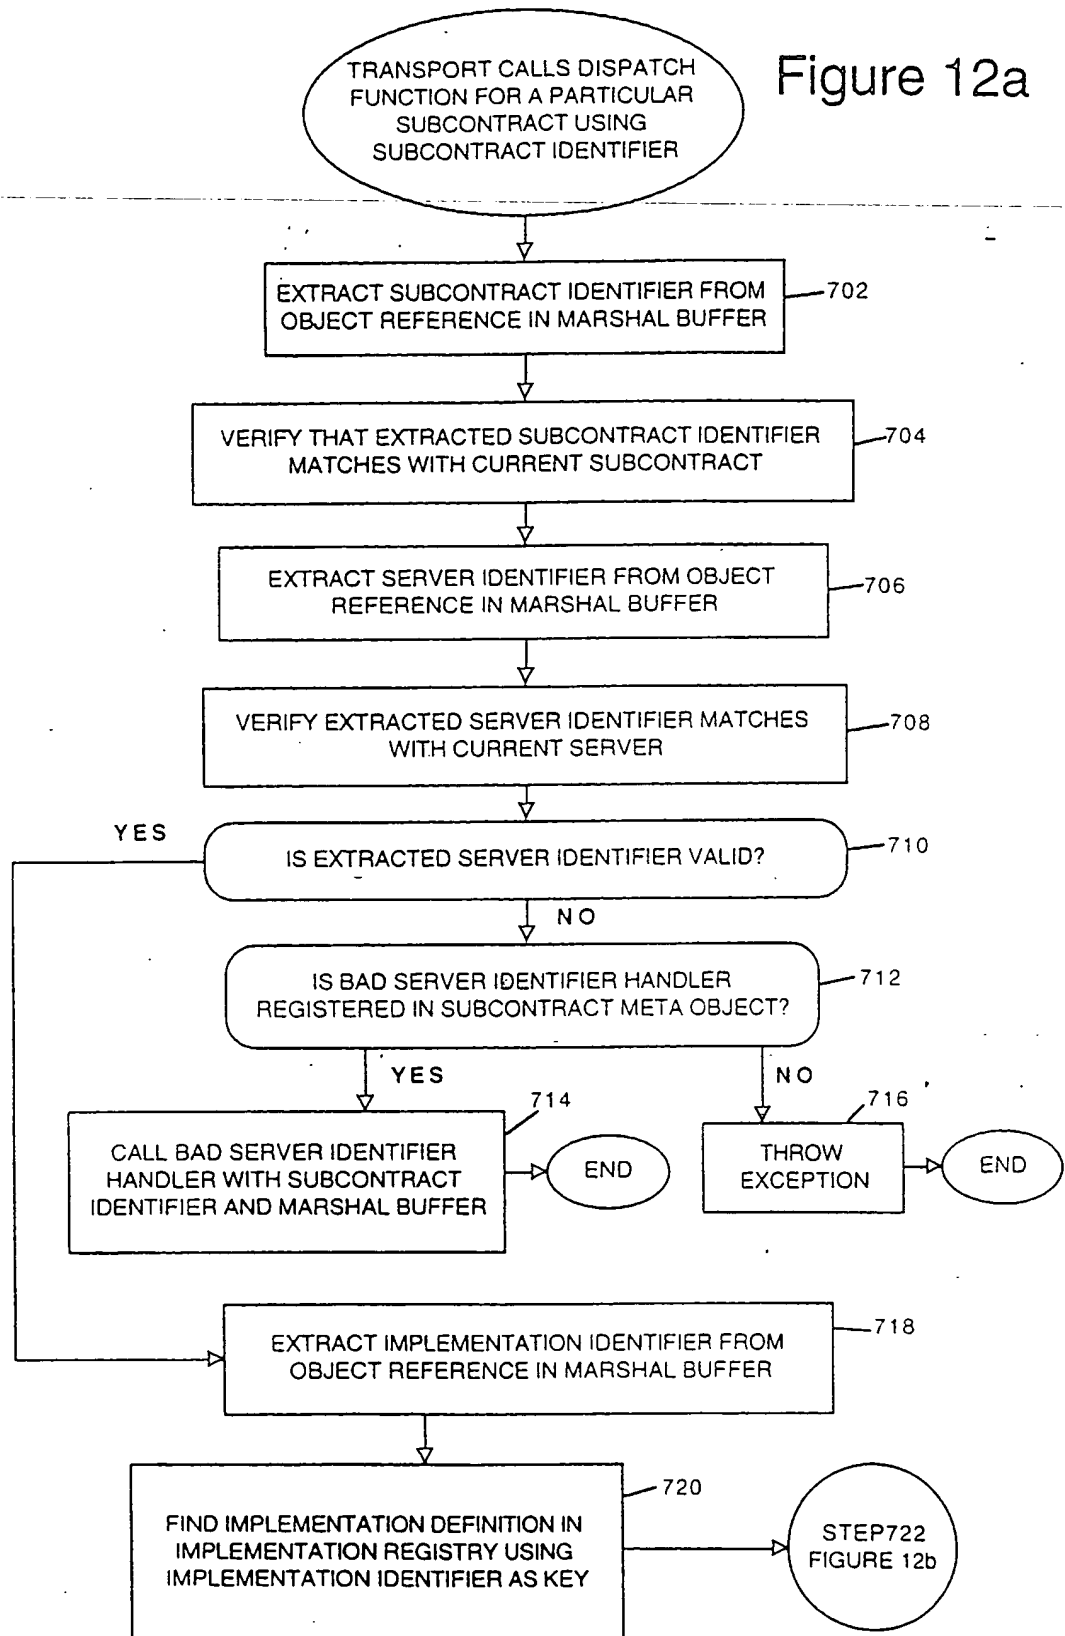 Figure 12a
TRANSPORT CALLS DISPATCH
FUNCTION FOR A PARTICULAR
SUBCONTRACT USING
SUBCONTRACT IDENTIFIER
EXTRACT SUBCONTRACT IDENTIFIER FROM
OBJECT REFERENCE IN MARSHAL BUFFER
702
VERIFY THAT EXTRACTED SUBCONTRACT IDENTIFIER
MATCHES WITH CURRENT SUBCONTRACT
704
EXTRACT SERVER IDENTIFIER FROM OBJECT
REFERENCE IN MARSHAL BUFFER
706
VERIFY EXTRACTED SERVER IDENTIFIER MATCHES
WITH CURRENT SERVER
708
YES
IS EXTRACTED SERVER IDENTIFIER VALID?
710
NO
IS BAD SERVER IDENTIFIER HANDLER
REGISTERED IN SUBCONTRACT META OBJECT?
712
YES
NO
714
CALL BAD SERVER IDENTIFIER
HANDLER WITH SUBCONTRACT
IDENTIFIER AND MARSHAL BUFFER
END
716
THROW
EXCEPTION
END
EXTRACT IMPLEMENTATION IDENTIFIER FROM
OBJECT REFERENCE IN MARSHAL BUFFER
718
FIND IMPLEMENTATION DEFINITION IN
IMPLEMENTATION REGISTRY USING
IMPLEMENTATION IDENTIFIER AS KEY
720
STEP722
FIGURE 12b